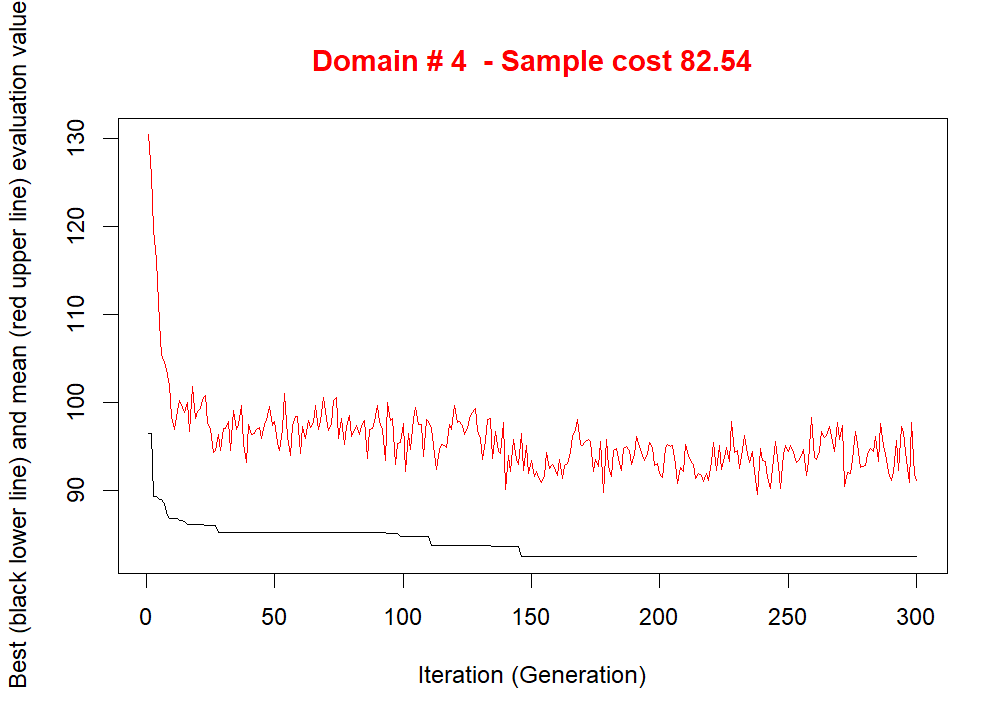 Domain # 4  - Sample cost 82.54
Best (black lower line) and mean (red upper line) evaluation value
130
120
110
100
90
0 50 100 150 200 250 300
Iteration (Generation)